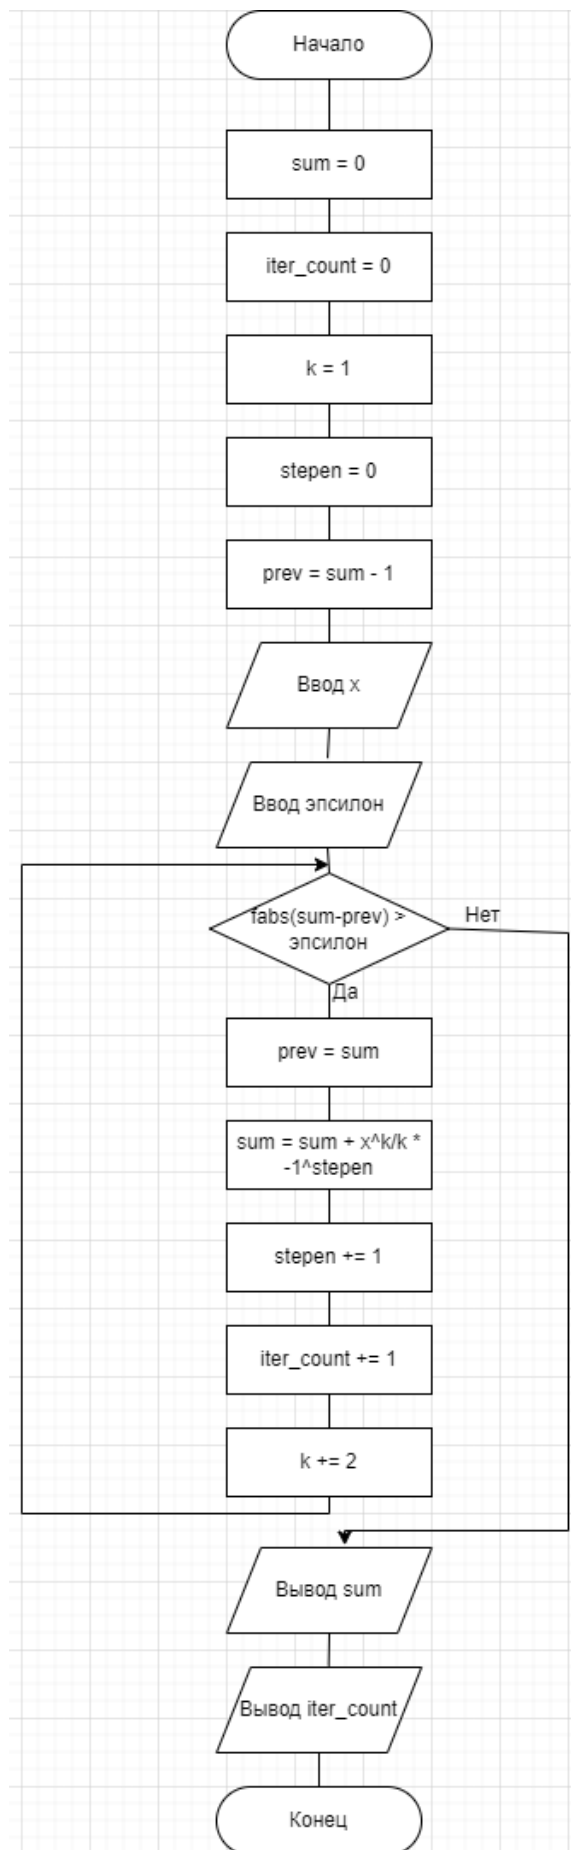 Начало
sum = 0
iter_count = 0
k = 1
stepen = 0
prev = sum - 1
Ввод x
Ввод эпсилон
fabs(sum-prev) >
эпсилон
Нет
Да
prev = sum
sum = sum + x^k/k *
-1^stepen
stepen += 1
iter_count += 1
k += 2
Вывод sum
Вывод iter_count
Конец